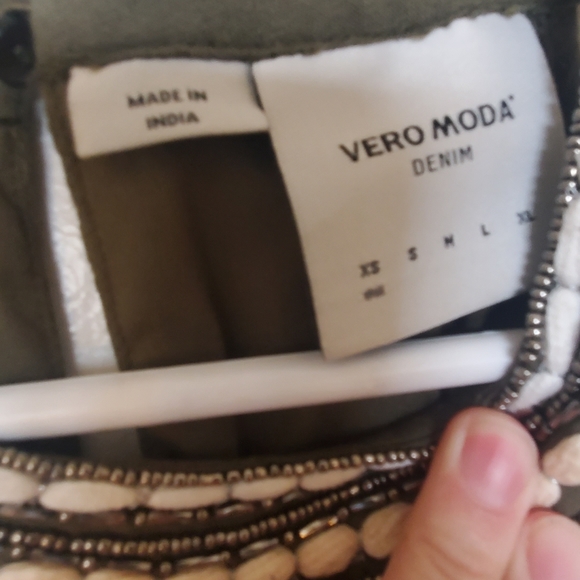 MADE IN
INDIA
VERO MODA
DENIM
XS S M L XL